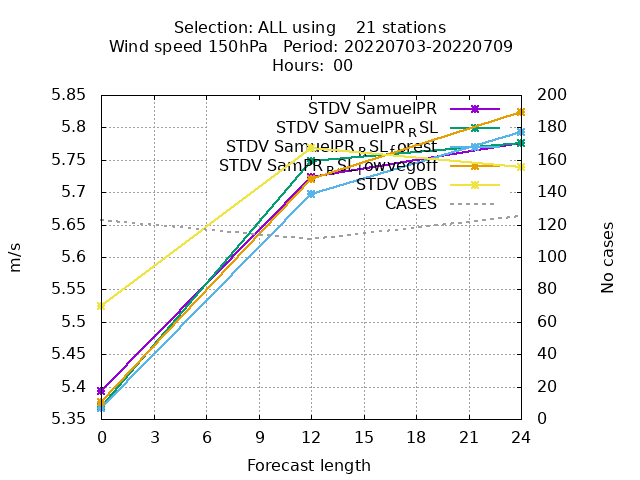 Selection: ALL using    21 stations
Wind speed 150hPa   Period: 20220703-20220709
Hours:  00
5.85
5.8
5.75
5.7
5.65
5.6
5.55
5.5
5.45
5.4
5.35
200
180
160
140
120
100
80
60
40
20
0
STDV SamuelPR
STDV SamuelPR_RSL
STDV SamuelPR_RSL_forest
STDV OBS
CASES
m/s
No cases
0 3 6 9 12 15 18 21 24
Forecast length